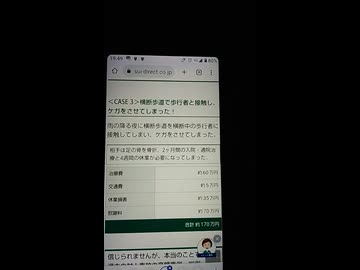 19:49
80%
sui-direct.co.jp
<CASE 3>横断歩道で歩行者と接触し、
ケガをさせてしまった！
雨の降る夜に横断歩道を横断中の歩行者に
接触してしまい、ケガをさせてしまった。
相手は足の骨を骨折、2ヶ月間の入院・通院治
療と4週間の休業が必要になってしまった。
治療費 約60万円
交通費 約5万円
休業損害 約35万円
慰謝料 約70万円
合計 約170万円
信じられませんが、本当のこと